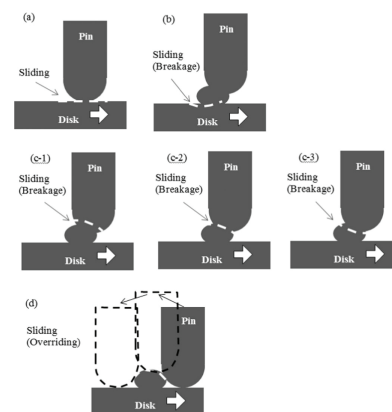 (a)
Pin
Sliding
Disk
(b)
Pin
Sliding
(Breakage)
Disk
(c-1)
Sliding
(Breakage)
Pin
Disk
(c-2)
Sliding
(Breakage)
Pin
Disk
(c-3)
Sliding
(Breakage)
Pin
Disk
(d)
Sliding
(Overriding)
Pin
Disk